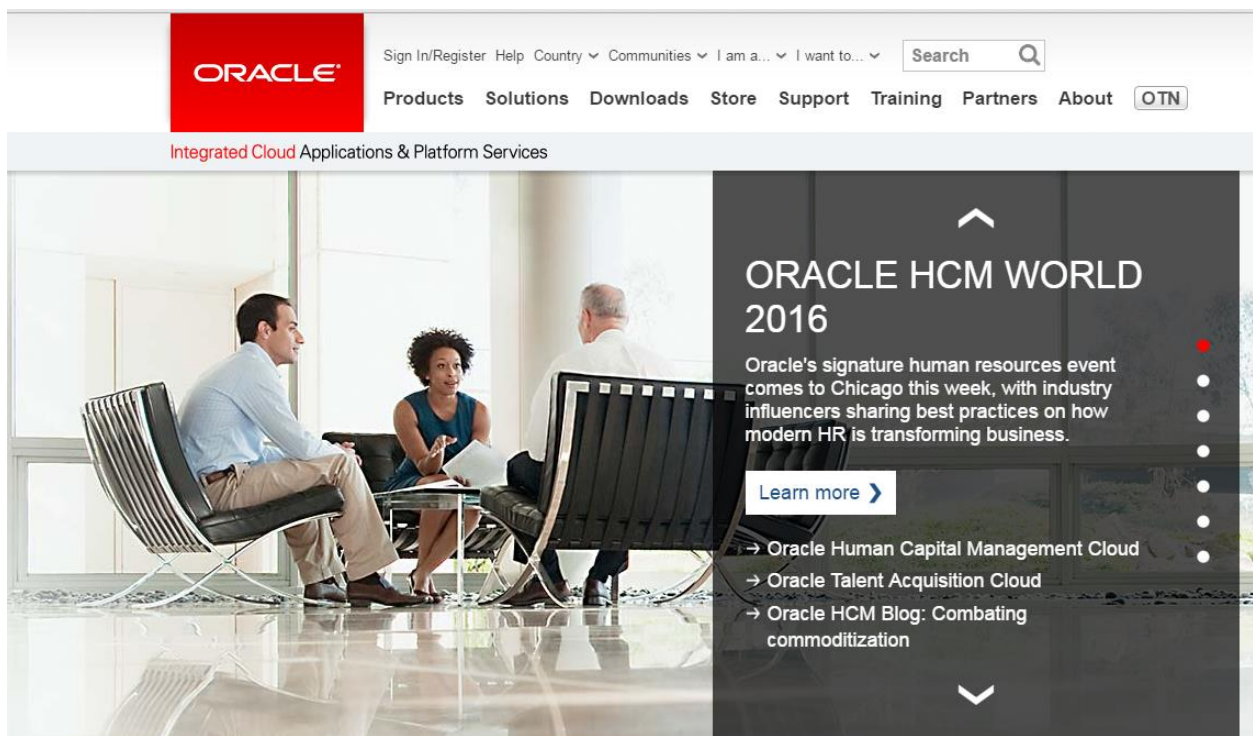 ORACLE®
Sign In/Register Help Country Communities I am a... I want to... Search
Products Solutions Downloads Store Support Training Partners About OTN
Integrated Cloud Applications & Platform Services
ORACLE HCM WORLD
2016
Oracle's signature human resources event
comes to Chicago this week, with industry
influencers sharing best practices on how
modern HR is transforming business.
Learn more ❯
→ Oracle Human Capital Management Cloud
→ Oracle Talent Acquisition Cloud
→ Oracle HCM Blog: Combating
commoditization